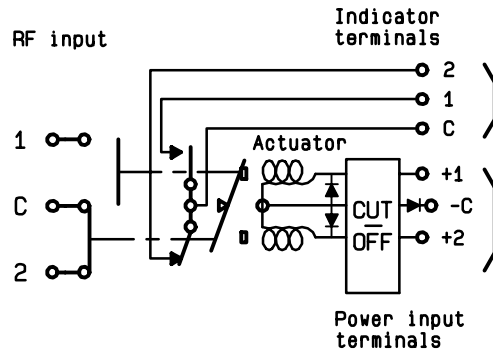 Indicator
terminals
RF input
2
1
C
Actuator
1
C
2
+1
-C
+2
CUT
OFF
Power input
terminals